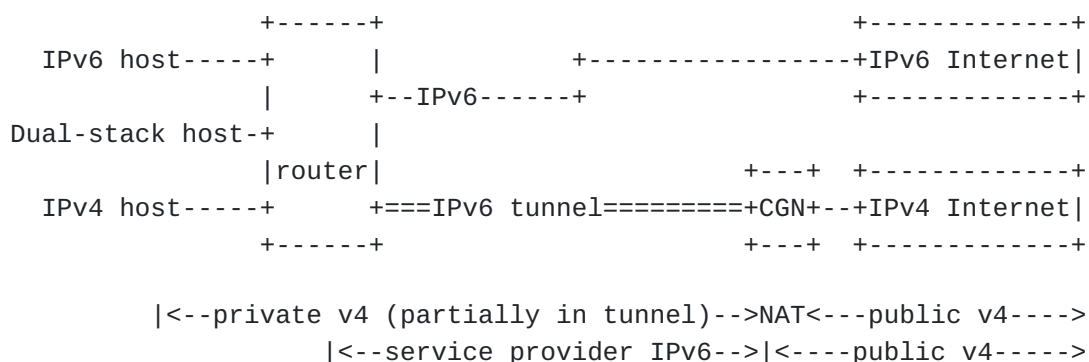 +------+                                  +-------------+
  IPv6 host-----+      |             +-----------------+IPv6 Internet|
                |      +--IPv6------+                  +-------------+
Dual-stack host-+      |
                |router|                         +---+  +-------------+
  IPv4 host-----+      +===IPv6 tunnel=========+CGN+--+IPv4 Internet|
                +------+                         +---+  +-------------+
         |<--private v4 (partially in tunnel)-->NAT<---public v4---->
                     |<--service provider IPv6-->|<----public v4----->